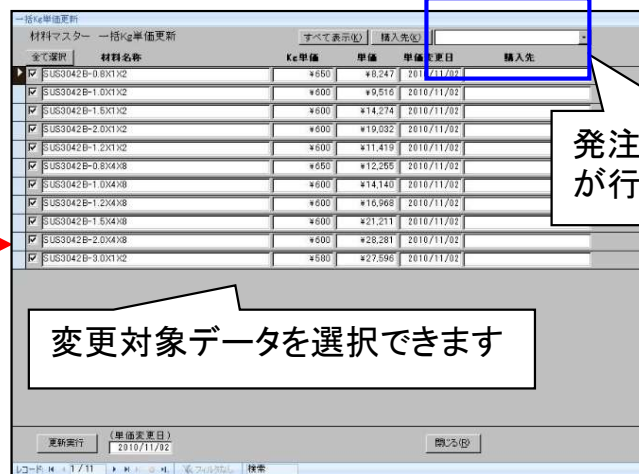 一括Kg単価更新
材料マスター 一括Kg単価更新 すべて表示(K) 購入先(K)
全て選択 材料名称 Kg単価 単価 単価変更日 購入先
SUS3042B-0.8X1X2 ¥650 ¥8,247 2010/11/02
SUS3042B-1.0X1X2 ¥600 ¥9,516 2010/11/02
SUS3042B-1.5X1X2 ¥600 ¥14,274 2010/11/02
SUS3042B-2.0X1X2 ¥600 ¥19,032 2010/11/02
SUS3042B-1.2X1X2 ¥600 ¥11,419 2010/11/02
SUS3042B-0.8X4X8 ¥650 ¥12,255 2010/11/02
SUS3042B-1.0X4X8 ¥600 ¥14,140 2010/11/02
SUS3042B-1.2X4X8 ¥600 ¥16,968 2010/11/02
SUS3042B-1.5X4X8 ¥600 ¥21,211 2010/11/02
SUS3042B-2.0X4X8 ¥600 ¥28,281 2010/11/02
SUS3042B-3.0X1X2 ¥580 ¥27,596 2010/11/02
発注
が行
変更対象データを選択できます
(単価変更日)
更新実行 2010/11/02 閉じる(R)
レコード: 1/11 フィルタなし 検索